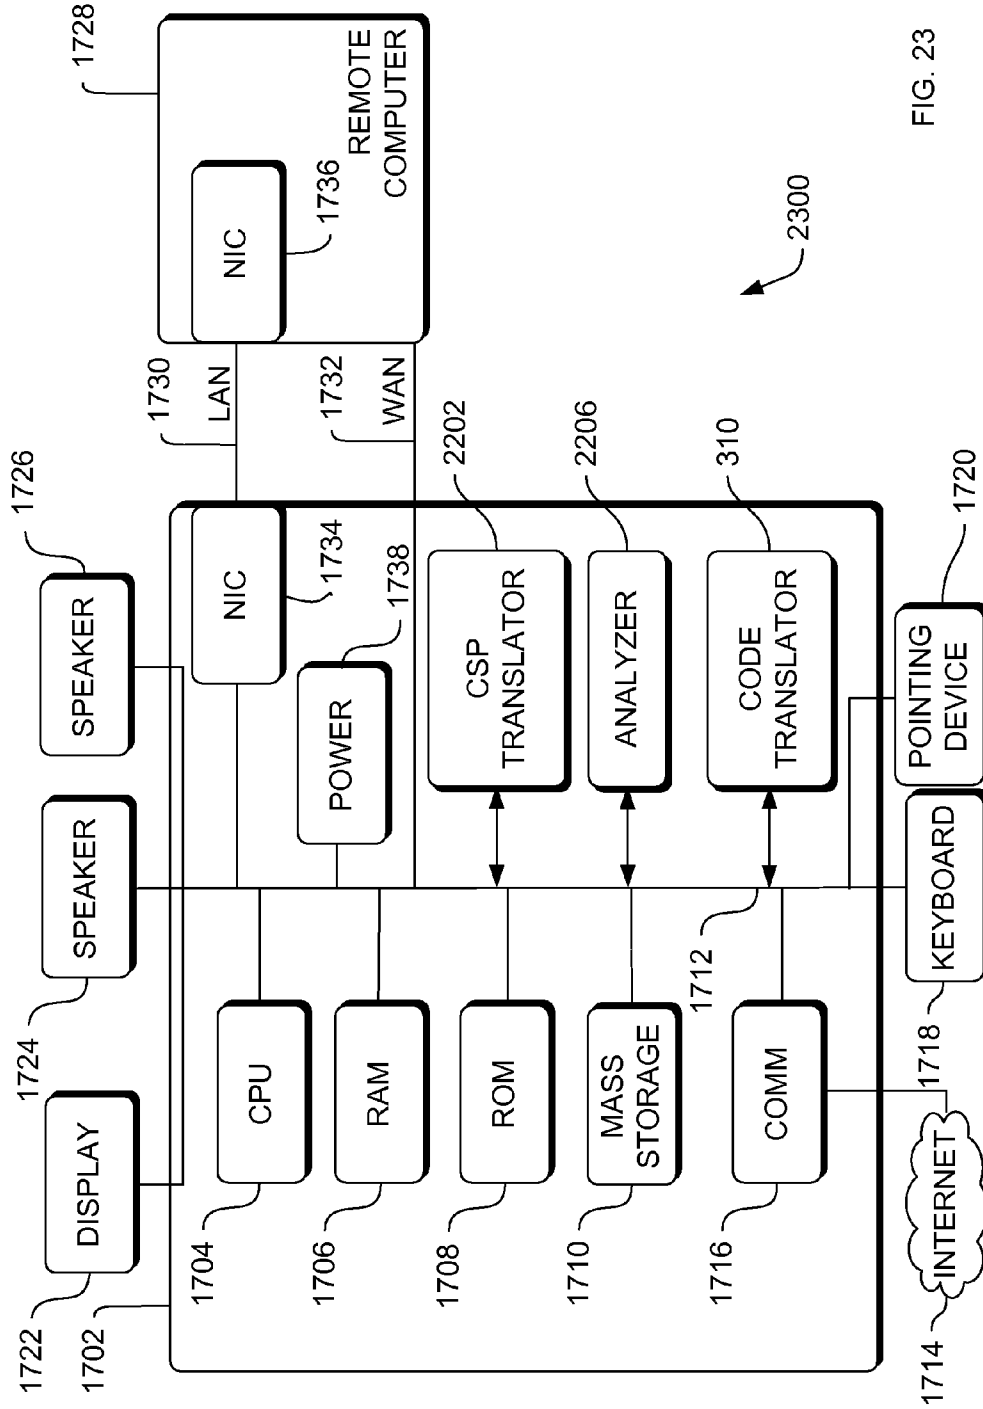 1722
DISPLAY
1724
SPEAKER
1726
SPEAKER
1702
1704
CPU
1706
RAM
1708
ROM
1710
MASS
STORAGE
1716
COMM
1712
NIC
1734
POWER
1738
CSP
TRANSLATOR
2202
ANALYZER
2206
CODE
TRANSLATOR
310
1730
LAN
1732
WAN
1728
NIC
1736
REMOTE
COMPUTER
1714
INTERNET
1718
KEYBOARD
POINTING
DEVICE
1720
2300
FIG. 23